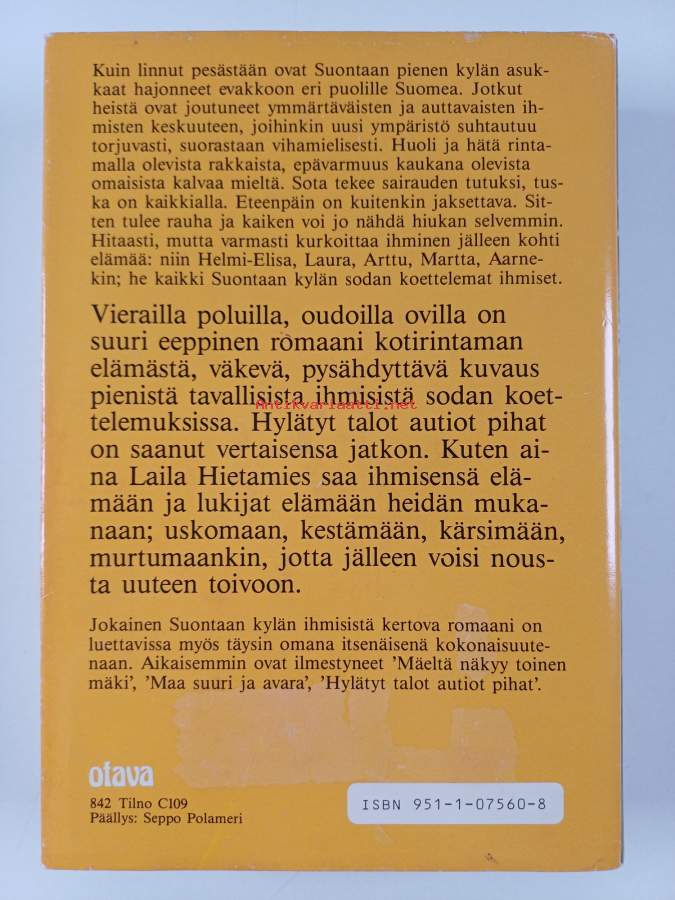 Kuin linnut pesästään ovat Suontaan pienen kylän asuk-
kaat hajonneet evakkoon eri puolille Suomea. Jotkut
heistä ovat joutuneet ymmärtäväisten ja auttavaisten ih-
misten keskuuteen, joihinkin uusi ympäristö suhtautuu
torjuvasti, suorastaan vihamielisesti. Huoli ja hätä rinta-
malla olevista rakkaista, epävarmuus kaukana olevista
omaisista kalvaa mieltä. Sota tekee sairauden tutuksi, tus-
ka on kaikkialla. Eteenpäin on kuitenkin jaksettava. Sit-
ten tulee rauha ja kaiken voi jo nähdä hiukan selvemmin.
Hitaasti, mutta varmasti kurkoittaa ihminen jälleen kohti
elämää: niin Helmi-Elisa, Laura, Arttu, Martta, Aarne-
kin; he kaikki Suontaan kylän sodan koettelemat ihmiset.
Vierailla poluilla, oudoilla ovilla on
suuri eeppinen romaani kotirintaman
elämästä, väkevä, pysähdyttävä kuvaus
pienistä tavallisista ihmisistä sodan koet-
Antikvariaatti.net
telemuksissa. Hylätyt talot autiot pihat
on saanut vertaisensa jatkon. Kuten ai-
na Laila Hietamies saa ihmisensä elä-
mään ja lukijat elämään heidän muka-
naan; uskomaan, kestämään, kärsimään,
murtumaankin, jotta jälleen voisi nous-
ta uuteen toivoon.
Jokainen Suontaan kylän ihmisistä kertova romaani on
luettavissa myös täysin omana itsenäisenä kokonaisuute-
naan. Aikaisemmin ovat ilmestyneet 'Mäeltä näkyy toinen
mäki', 'Maa suuri ja avara', 'Hylätyt talot autiot pihat'.
otava
842 Tilno C109
Päällys: Seppo Polameri
ISBN 951-1-07560-8